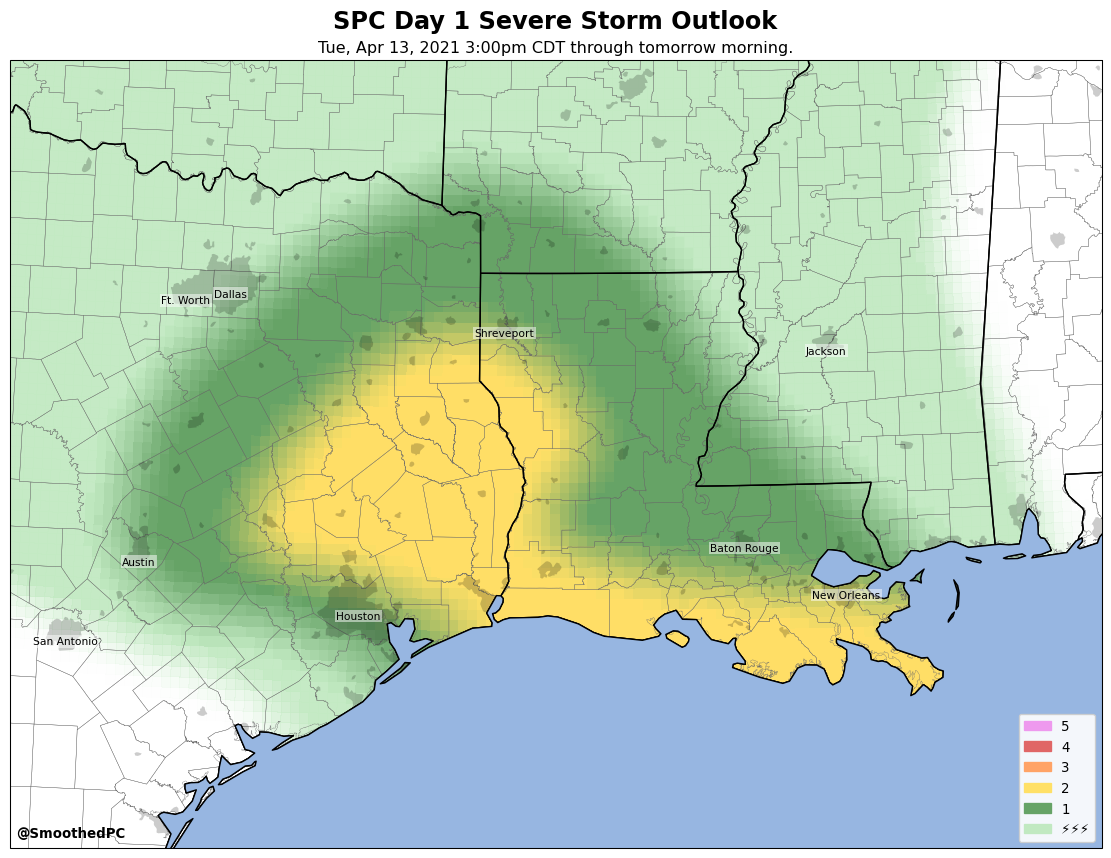 SPC Day 1 Severe Storm Outlook
Tue, Apr 13, 2021 3:00pm CDT through tomorrow morning.
Ft. Worth
Dallas
Shreveport
Jackson
Austin
Baton Rouge
New Orleans
Houston
San Antonio
5
4
3
2
1
⚡⚡⚡
@SmoothedPC